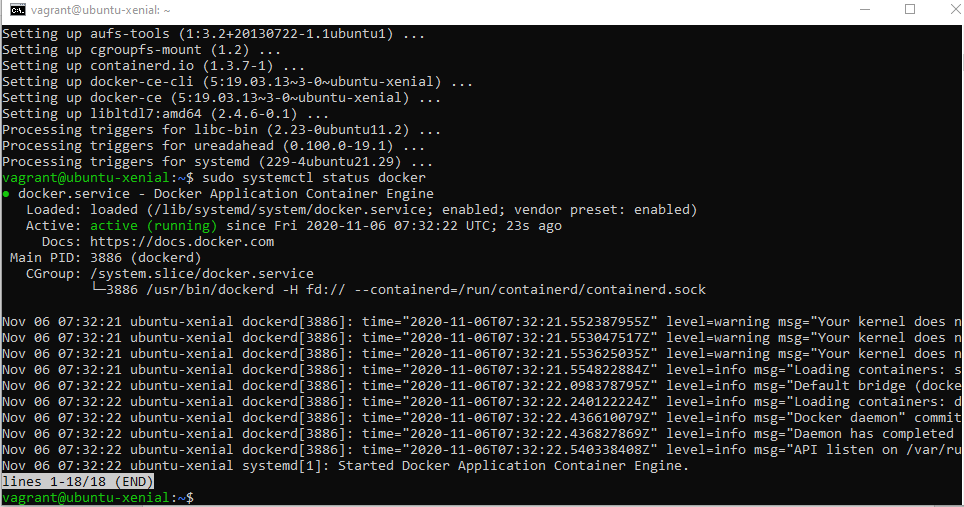 vagrant@ubuntu-xenial: ~
Setting up aufs-tools (1:3.2+20130722-1.1ubuntu1) ...
Setting up cgroupfs-mount (1.2) ...
Setting up containerd.io (1.3.7-1) ...
Setting up docker-ce-cli (5:19.03.13~3-0~ubuntu-xenial) ...
Setting up docker-ce (5:19.03.13~3-0~ubuntu-xenial) ...
Setting up libltdl7:amd64 (2.4.6-0.1) ...
Processing triggers for libc-bin (2.23-0ubuntu11.2) ...
Processing triggers for ureadahead (0.100.0-19.1) ...
Processing triggers for systemd (229-4ubuntu21.29) ...
vagrant@ubuntu-xenial:~$ sudo systemctl status docker
● docker.service - Docker Application Container Engine
   Loaded: loaded (/lib/systemd/system/docker.service; enabled; vendor preset: enabled)
   Active: active (running) since Fri 2020-11-06 07:32:22 UTC; 23s ago
     Docs: https://docs.docker.com
 Main PID: 3886 (dockerd)
   CGroup: /system.slice/docker.service
           └─3886 /usr/bin/dockerd -H fd:// --containerd=/run/containerd/containerd.sock
Nov 06 07:32:21 ubuntu-xenial dockerd[3886]: time="2020-11-06T07:32:21.552387955Z" level=warning msg="Your kernel does n
Nov 06 07:32:21 ubuntu-xenial dockerd[3886]: time="2020-11-06T07:32:21.553047517Z" level=warning msg="Your kernel does n
Nov 06 07:32:21 ubuntu-xenial dockerd[3886]: time="2020-11-06T07:32:21.553625035Z" level=warning msg="Your kernel does n
Nov 06 07:32:21 ubuntu-xenial dockerd[3886]: time="2020-11-06T07:32:21.554822884Z" level=info msg="Loading containers: s
Nov 06 07:32:22 ubuntu-xenial dockerd[3886]: time="2020-11-06T07:32:22.098378795Z" level=info msg="Default bridge (docke
Nov 06 07:32:22 ubuntu-xenial dockerd[3886]: time="2020-11-06T07:32:22.240122224Z" level=info msg="Loading containers: d
Nov 06 07:32:22 ubuntu-xenial dockerd[3886]: time="2020-11-06T07:32:22.436610079Z" level=info msg="Docker daemon" commit
Nov 06 07:32:22 ubuntu-xenial dockerd[3886]: time="2020-11-06T07:32:22.436827869Z" level=info msg="Daemon has completed
Nov 06 07:32:22 ubuntu-xenial dockerd[3886]: time="2020-11-06T07:32:22.540338408Z" level=info msg="API listen on /var/ru
Nov 06 07:32:22 ubuntu-xenial systemd[1]: Started Docker Application Container Engine.
lines 1-18/18 (END)
vagrant@ubuntu-xenial:~$